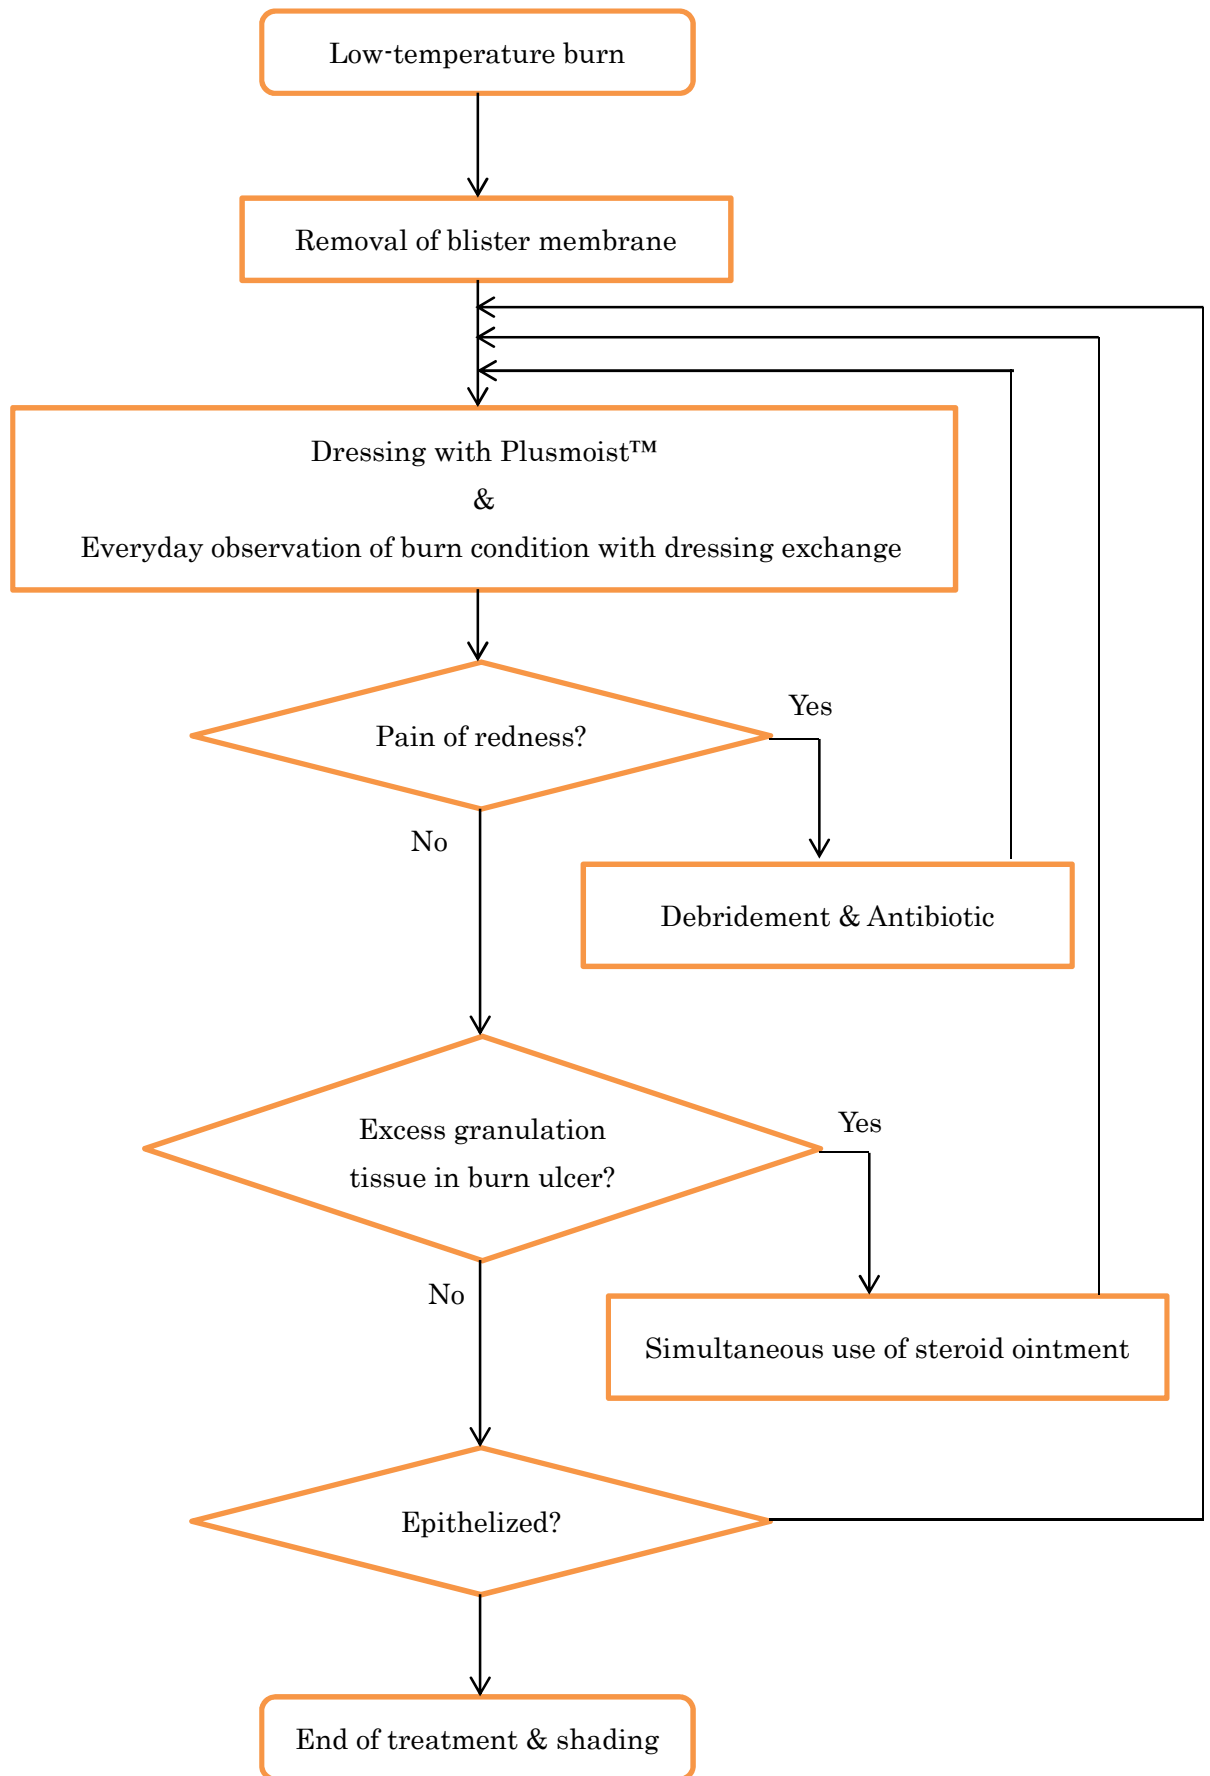 Low-temperature burn
Removal of blister membrane
Dressing with Plusmoist™
&
Everyday observation of burn condition with dressing exchange
Pain of redness?
Yes
No
Debridement & Antibiotic
Excess granulation
tissue in burn ulcer?
Yes
No
Simultaneous use of steroid ointment
Epithelized?
End of treatment & shading